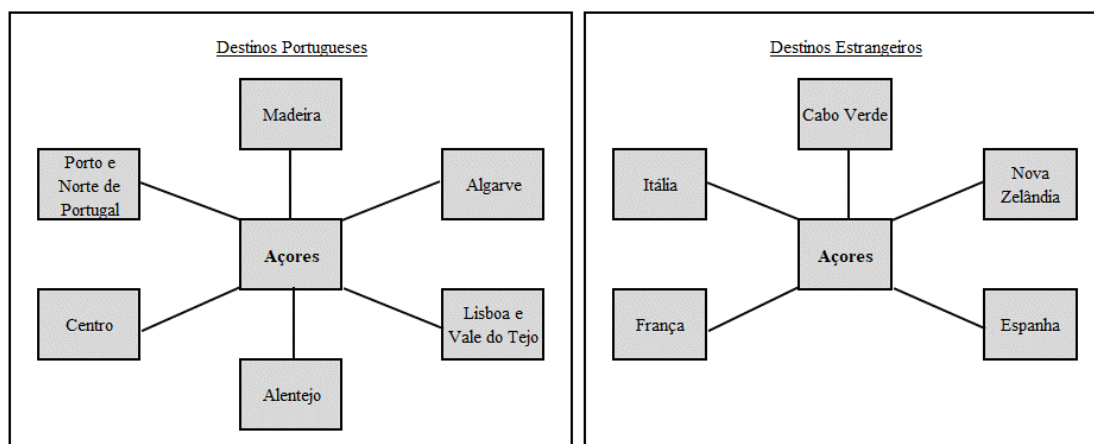 Destinos Portugueses
Madeira
Porto e
Norte de
Portugal
Algarve
Açores
Centro
Lisboa e
Vale do Tejo
Alentejo
Destinos Estrangeiros
Cabo Verde
Itália
Nova
Zelândia
Açores
França
Espanha